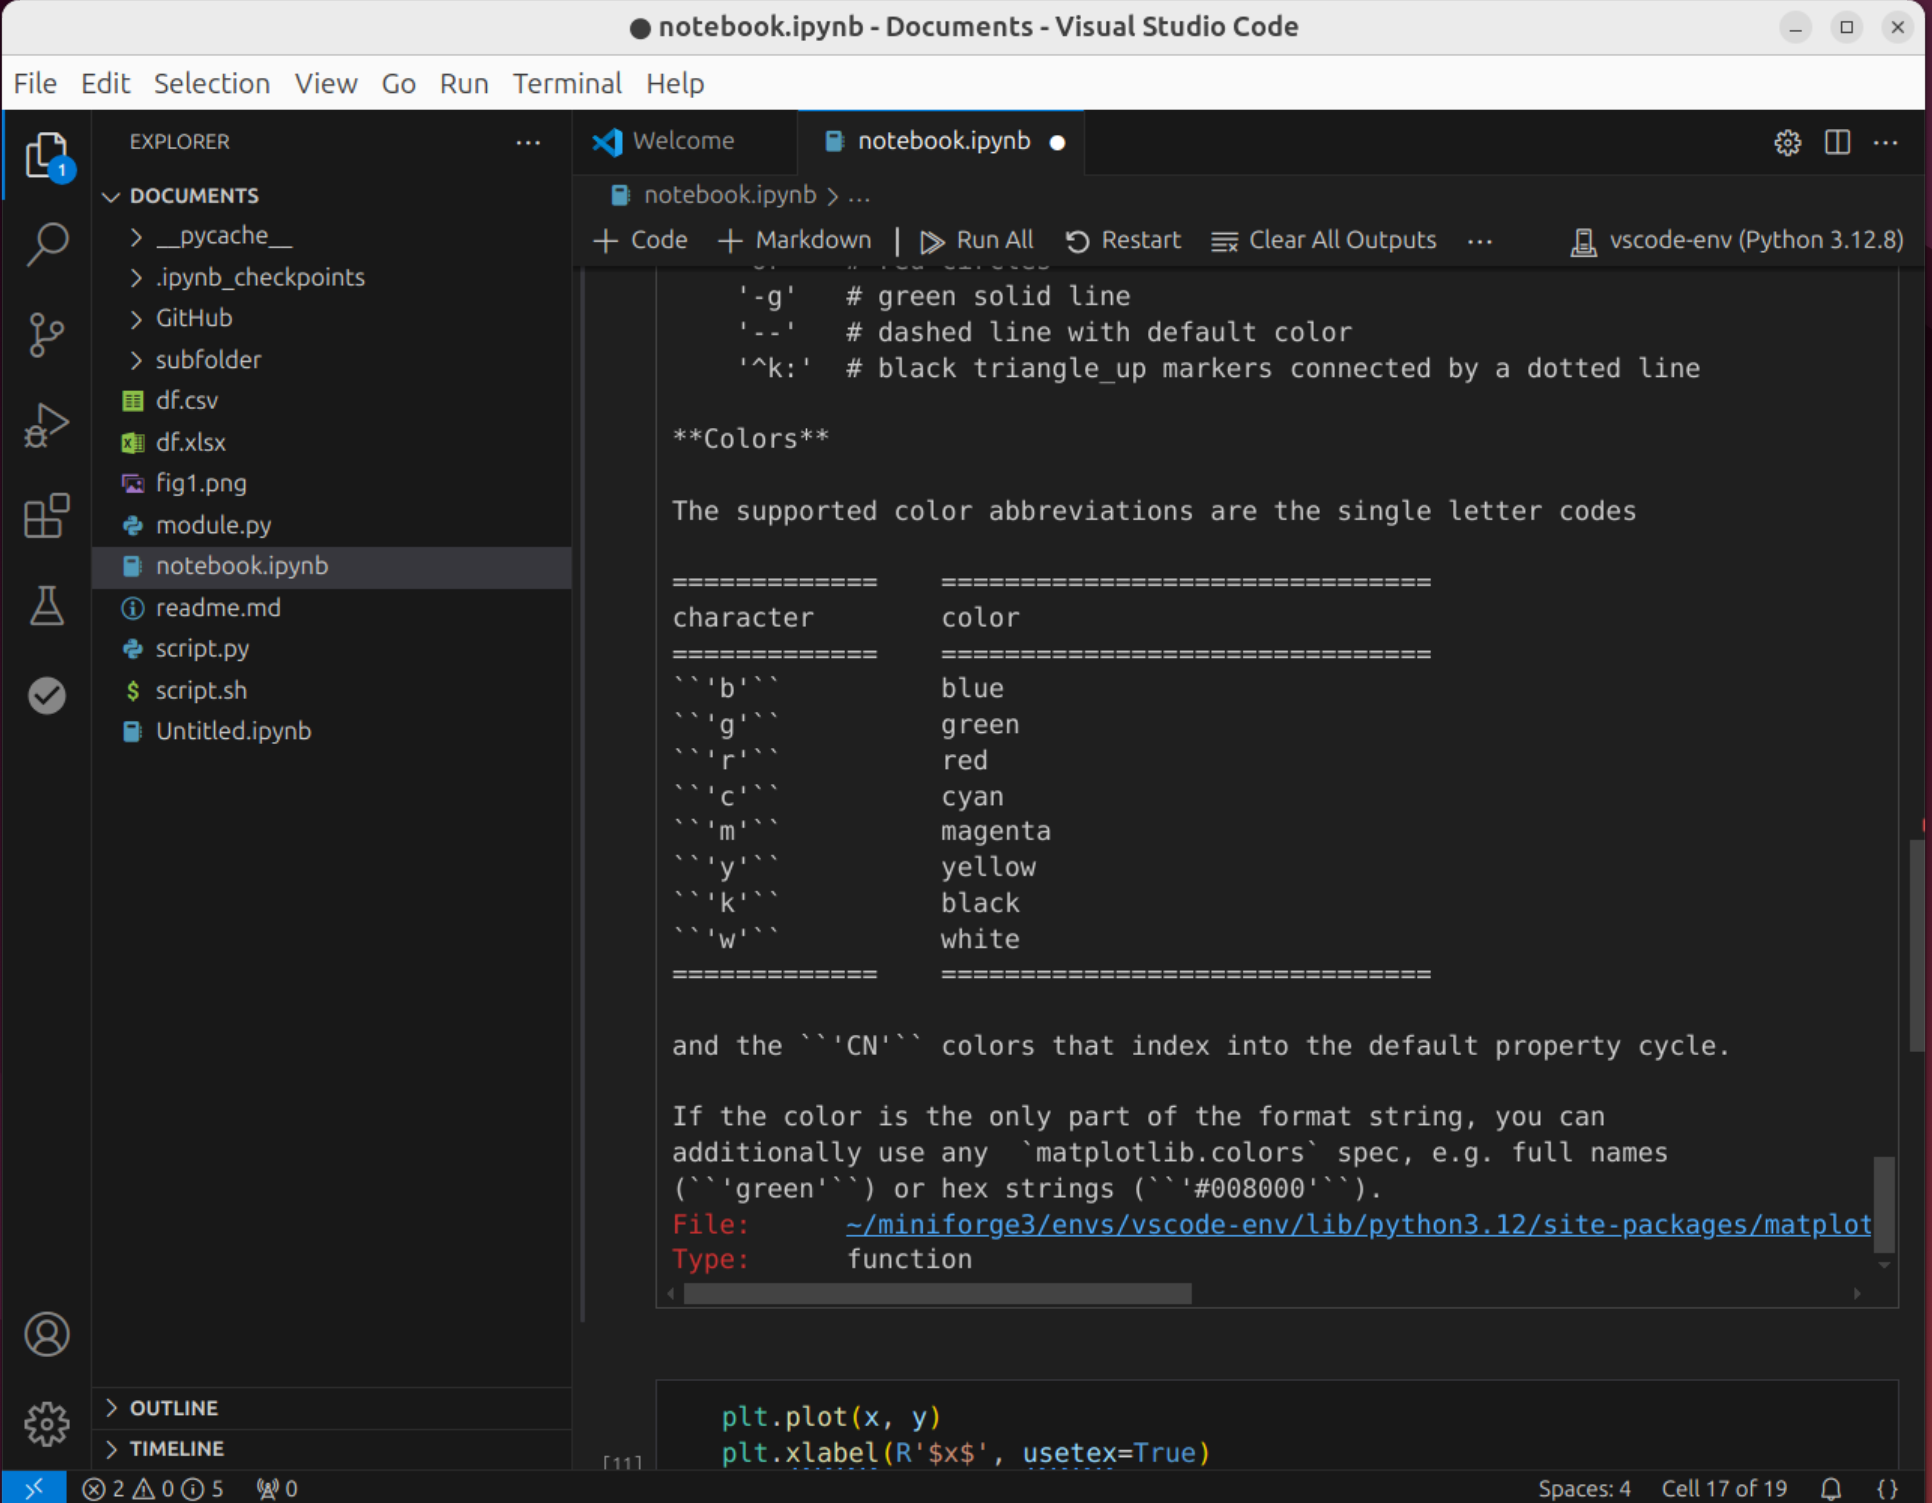 notebook.ipynb - Documents - Visual Studio Code
File Edit Selection View Go Run Terminal Help
EXPLORER
1
DOCUMENTS
__pycache__
.ipynb_checkpoints
GitHub
subfolder
df.csv
df.xlsx
fig1.png
module.py
notebook.ipynb
readme.md
script.py
script.sh
Untitled.ipynb
OUTLINE
TIMELINE
Welcome
notebook.ipynb
notebook.ipynb > ...
Code Markdown | Run All Restart Clear All Outputs ... vscode-env (Python 3.12.8)
'-g'   # green solid line
'--'   # dashed line with default color
'^k:'  # black triangle_up markers connected by a dotted line
**Colors**
The supported color abbreviations are the single letter codes
=============    ===============================
character        color
=============    ===============================
``'b'``          blue
``'g'``          green
``'r'``          red
``'c'``          cyan
``'m'``          magenta
``'y'``          yellow
``'k'``          black
``'w'``          white
=============    ===============================
and the ``'CN'`` colors that index into the default property cycle.
If the color is the only part of the format string, you can
additionally use any  `matplotlib.colors` spec, e.g. full names
(``'green'``) or hex strings (``'#008000'``).
File:      ~/miniforge3/envs/vscode-env/lib/python3.12/site-packages/matplot
Type:      function
plt.plot(x, y)
plt.xlabel(R'$x$', usetex=True)
[11]
2 0 5 0
Spaces: 4 Cell 17 of 19 {}